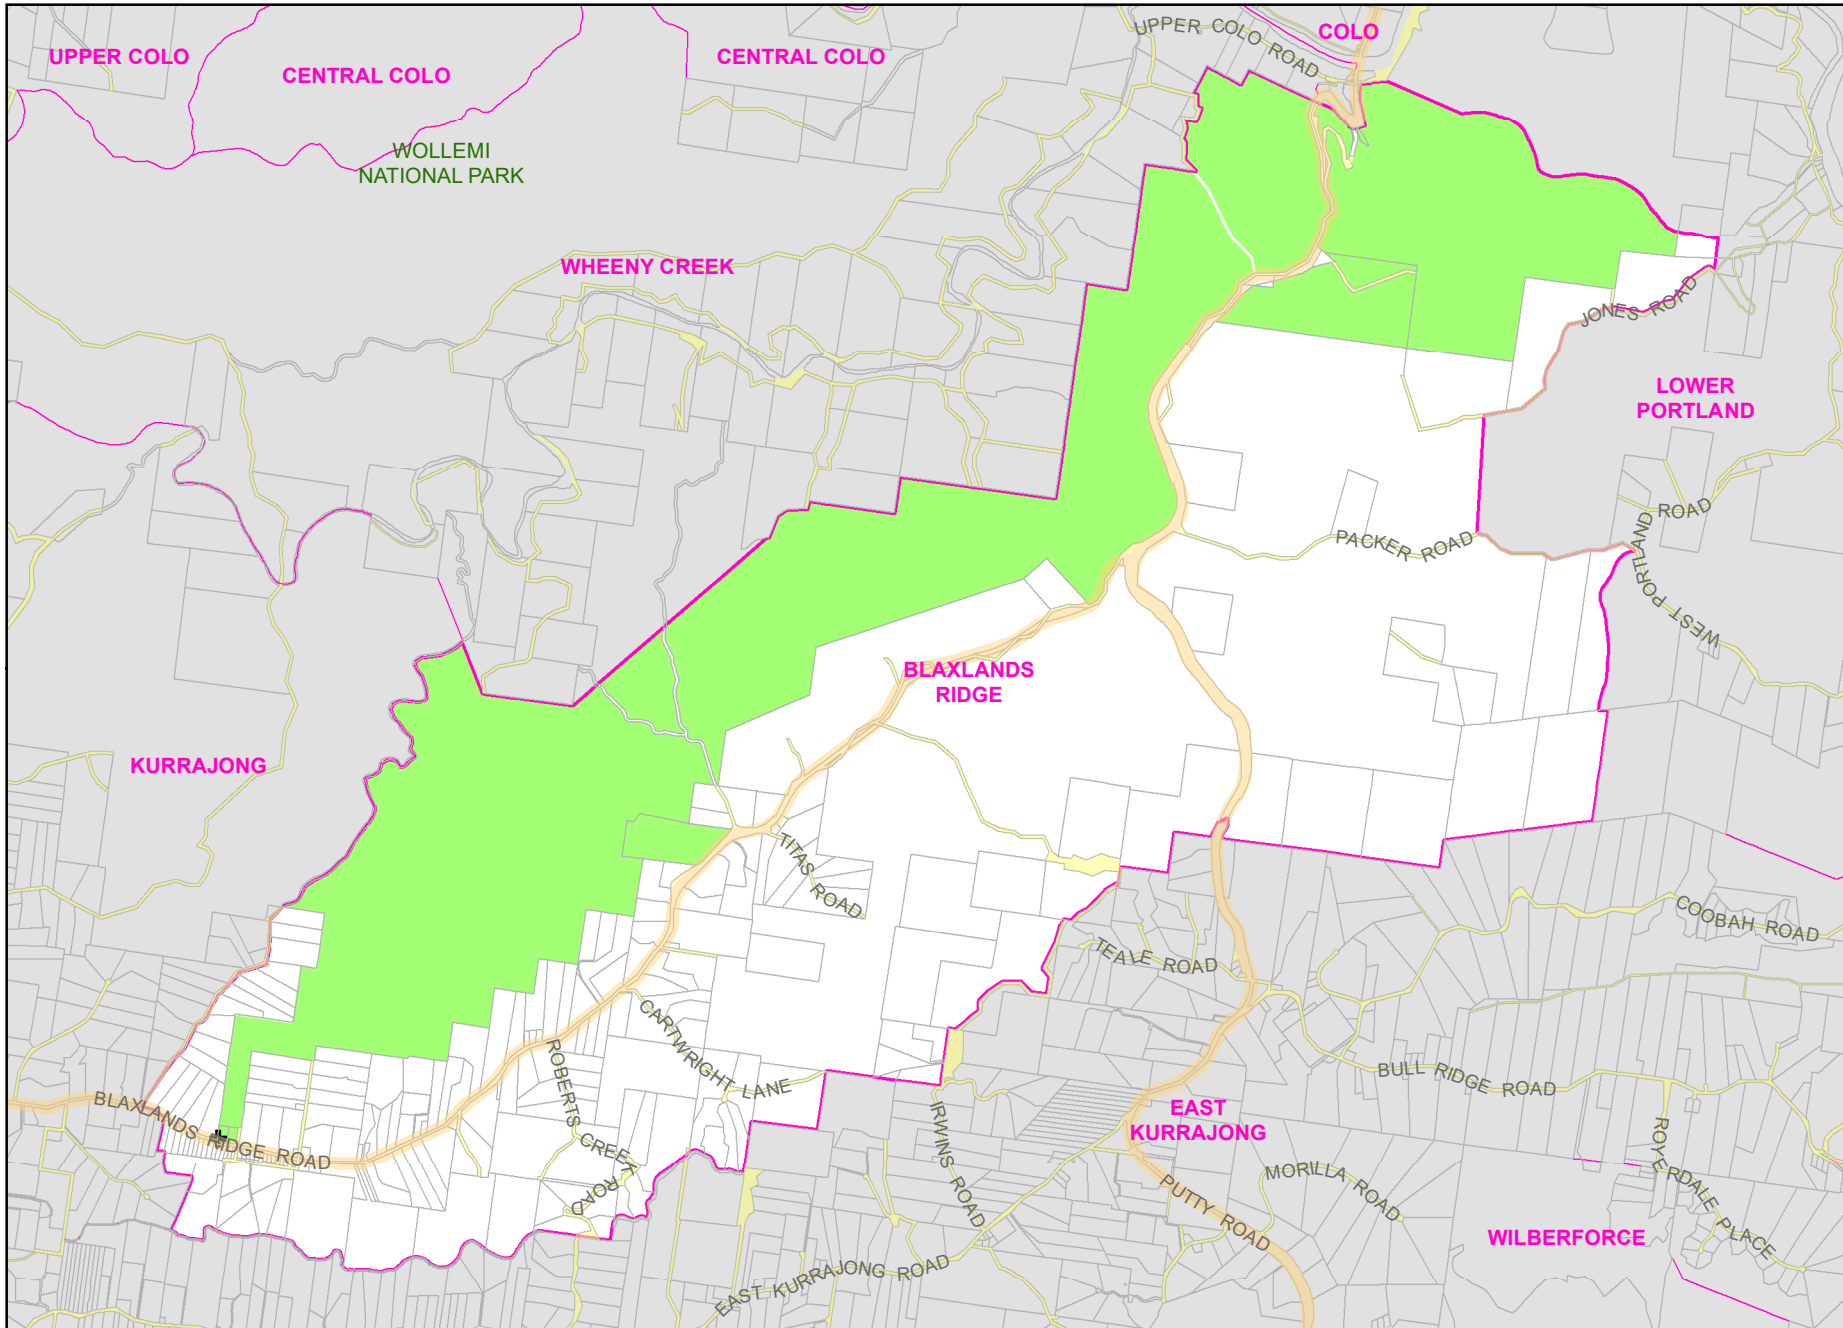 UPPER COLO
CENTRAL COLO
CENTRAL COLO
UPPER COLO ROAD
COLO
WOLLEMI
NATIONAL PARK
WHEENY CREEK
JONES ROAD
LOWER
PORTLAND
PACKER ROAD
WEST PORTLAND ROAD
BLAXLANDS
RIDGE
KURRAJONG
TITAS ROAD
COOBAH ROAD
TEALE ROAD
CARTWRIGHT LANE
ROBERTS CREEK ROAD
BULL RIDGE ROAD
BLAXLANDS RIDGE ROAD
IRWINS ROAD
EAST
KURRAJONG
ROYERDALE PLACE
MORILLA ROAD
PUTTY ROAD
WILBERFORCE
EAST KURRAJONG ROAD